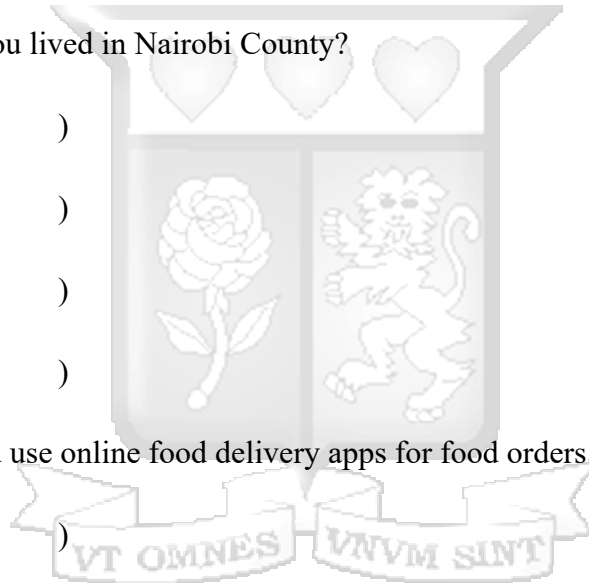 ou lived in Nairobi County?
)
)
)
)
use online food delivery apps for food orders
)
VT OMNES VNVM SINT